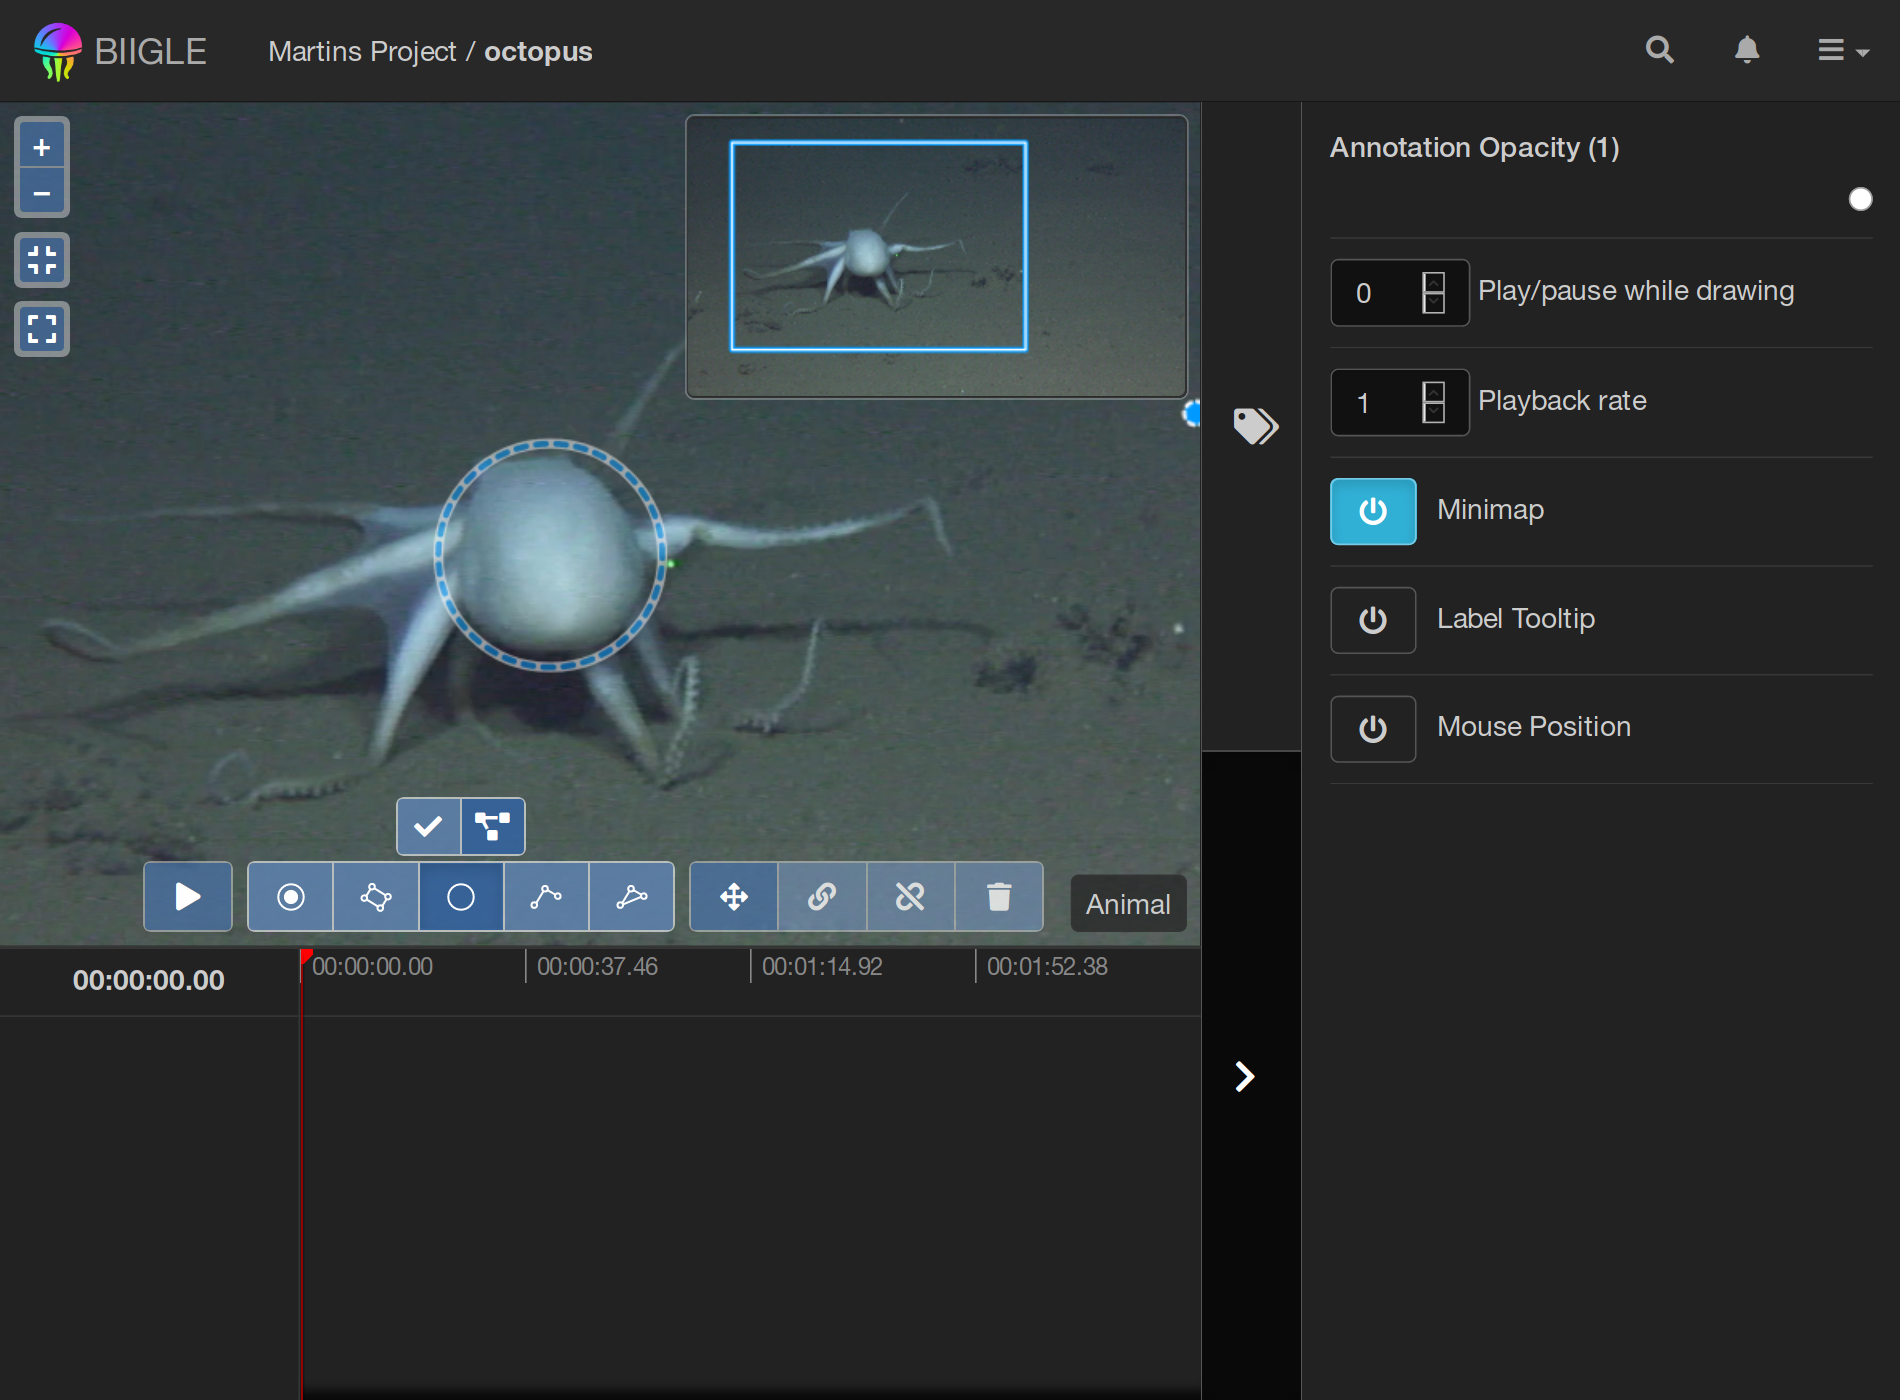 BIIGLE
Martins Project / octopus
Annotation Opacity (1)
0 Play/pause while drawing
1 Playback rate
Minimap
Label Tooltip
Mouse Position
Animal
00:00:00.00
00:00:00.00 00:00:37.46 00:01:14.92 00:01:52.38